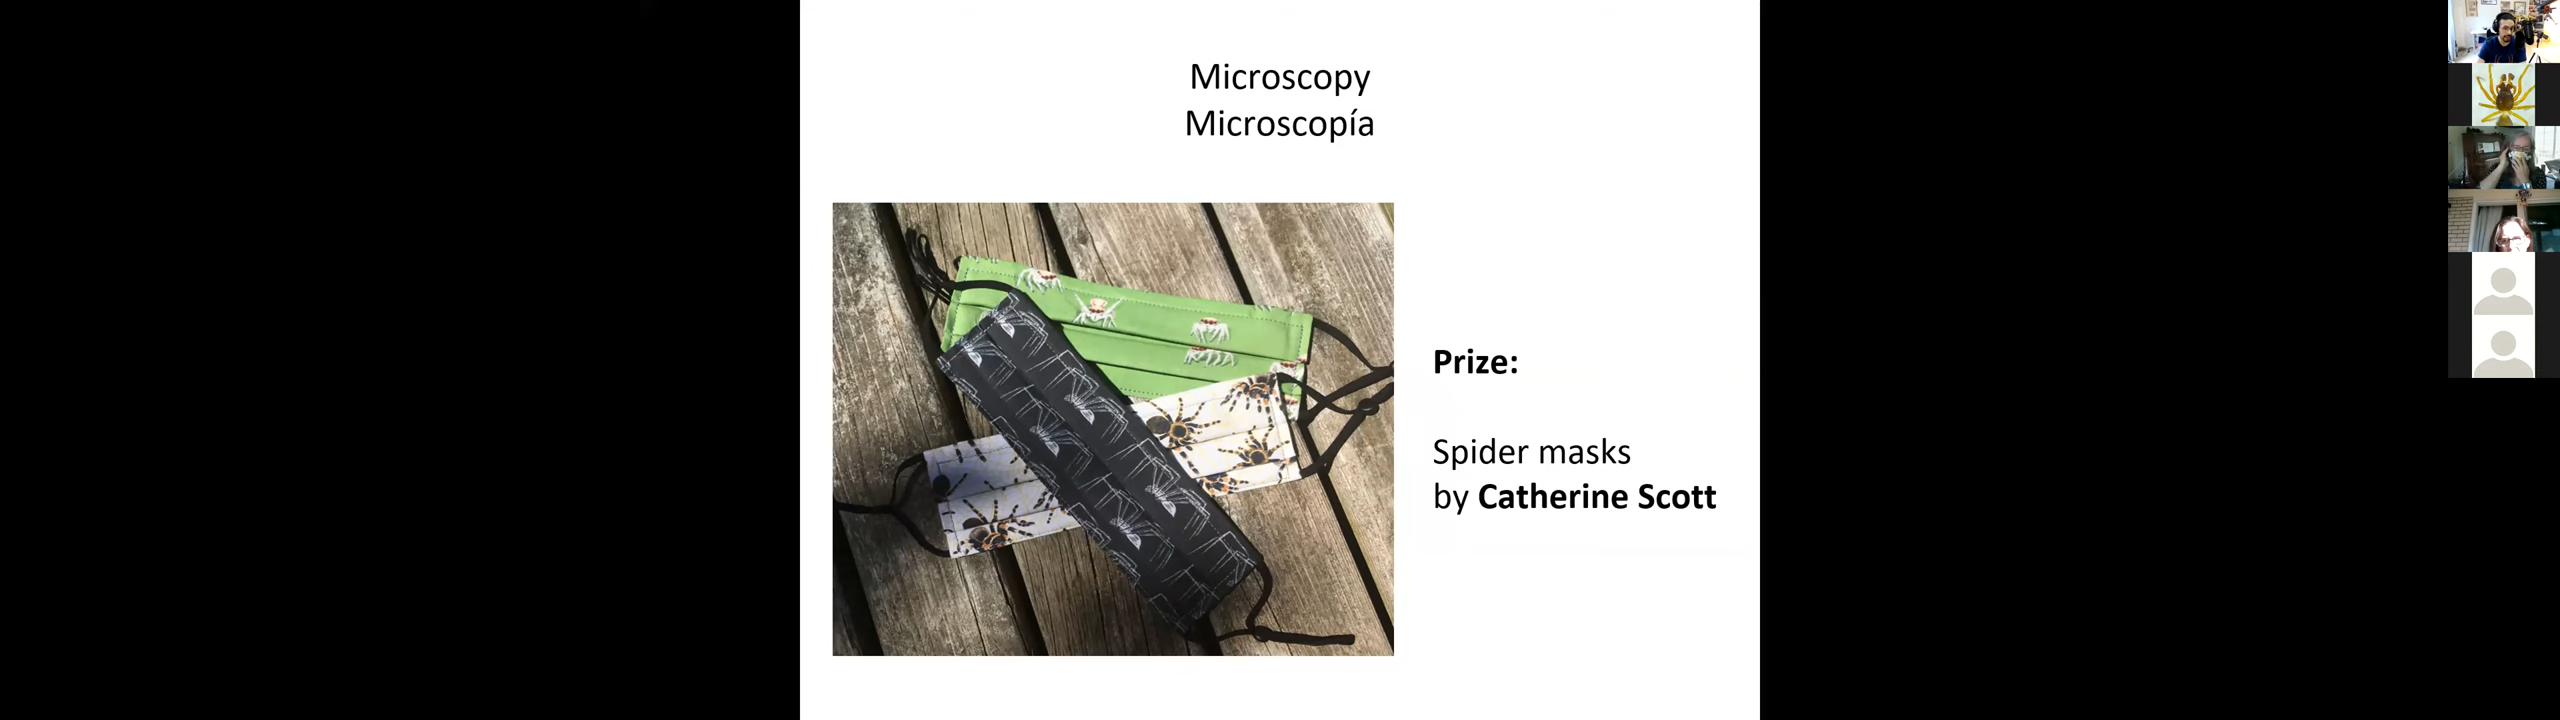 Microscopy
Microscopía
Prize:
Spider masks
by Catherine Scott